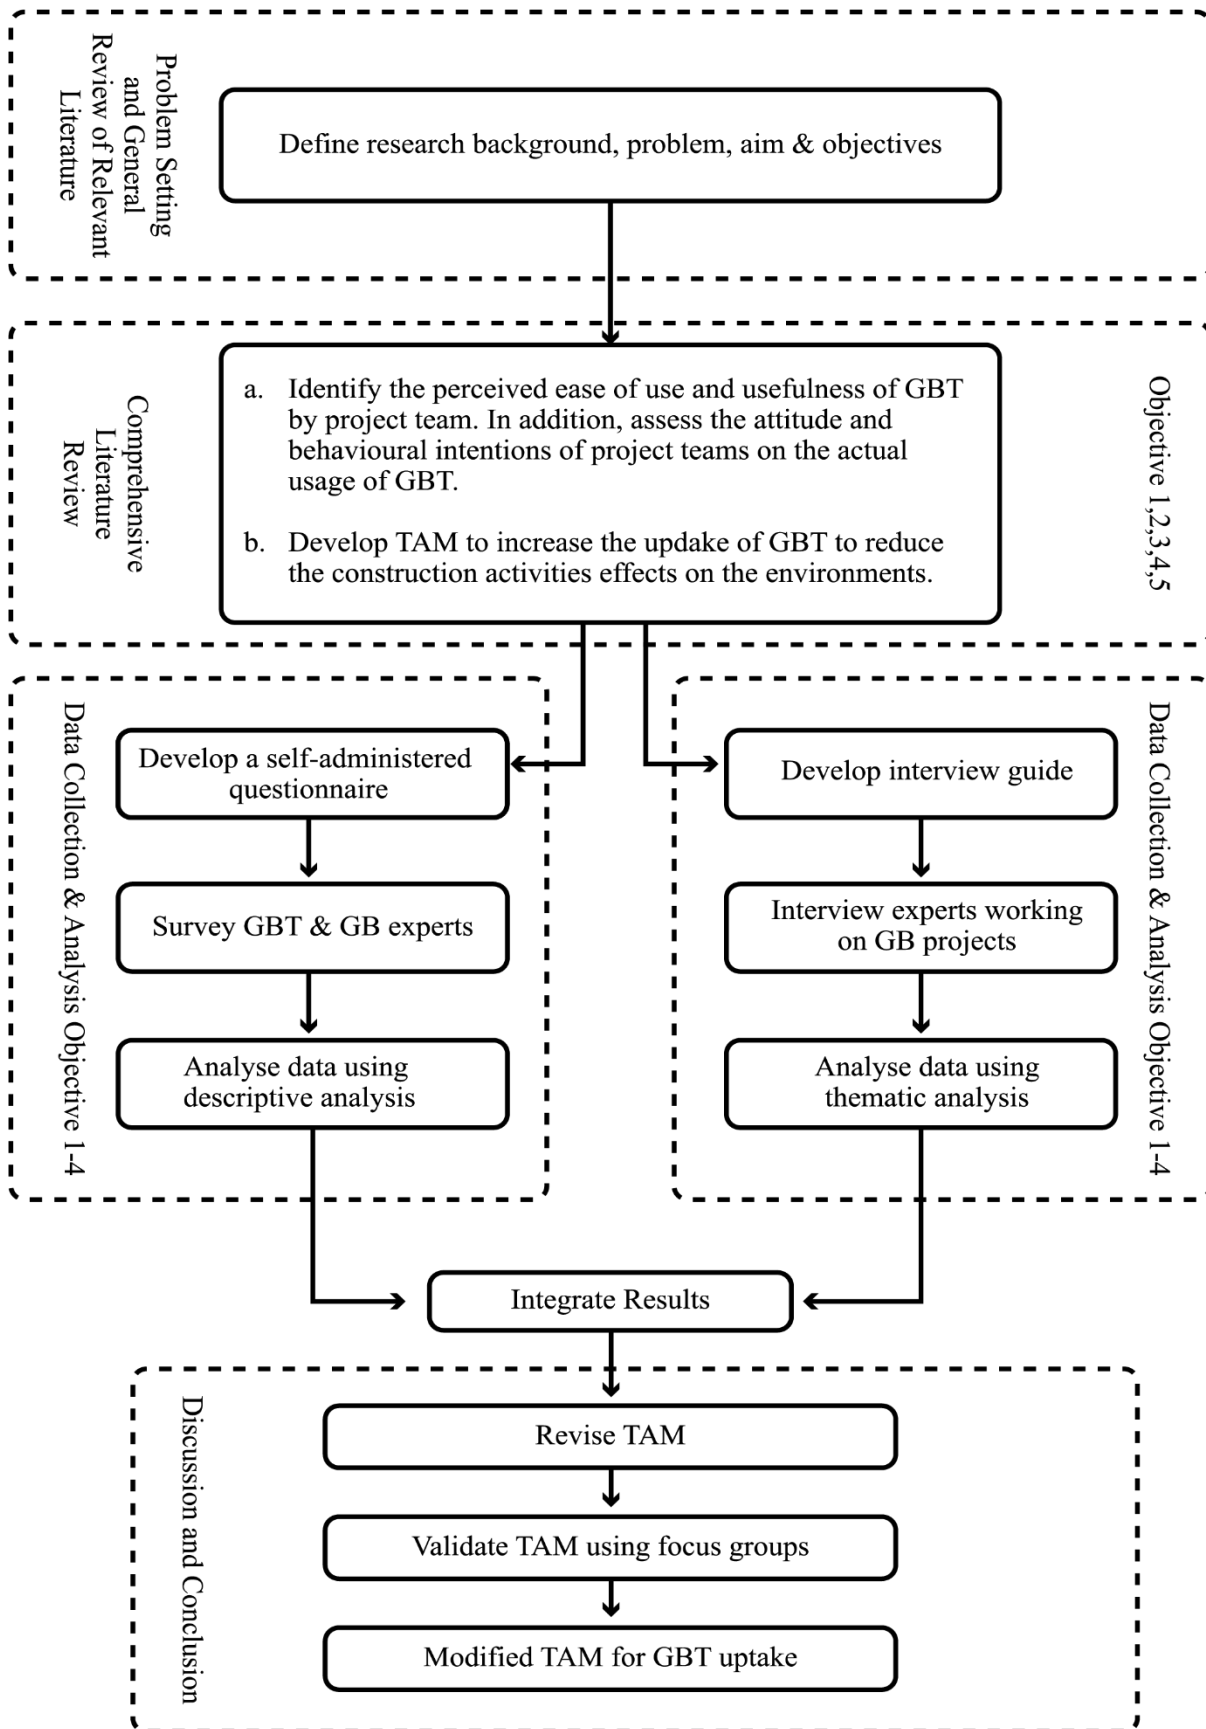 Problem Setting
and General
Review of Relevant
Literature
Define research background, problem, aim & objectives
Comprehensive
Literature
Review
a. Identify the perceived ease of use and usefulness of GBT
by project team. In addition, assess the attitude and
behavioural intentions of project teams on the actual
usage of GBT.
b. Develop TAM to increase the updake of GBT to reduce
the construction activities effects on the environments.
Objective 1,2,3,4,5
Data Collection & Analysis Objective 1-4
Develop a self-administered
questionnaire
Survey GBT & GB experts
Analyse data using
descriptive analysis
Develop interview guide
Interview experts working
on GB projects
Analyse data using
thematic analysis
Data Collection & Analysis Objective 1-4
Integrate Results
Discussion and Conclusion
Revise TAM
Validate TAM using focus groups
Modified TAM for GBT uptake